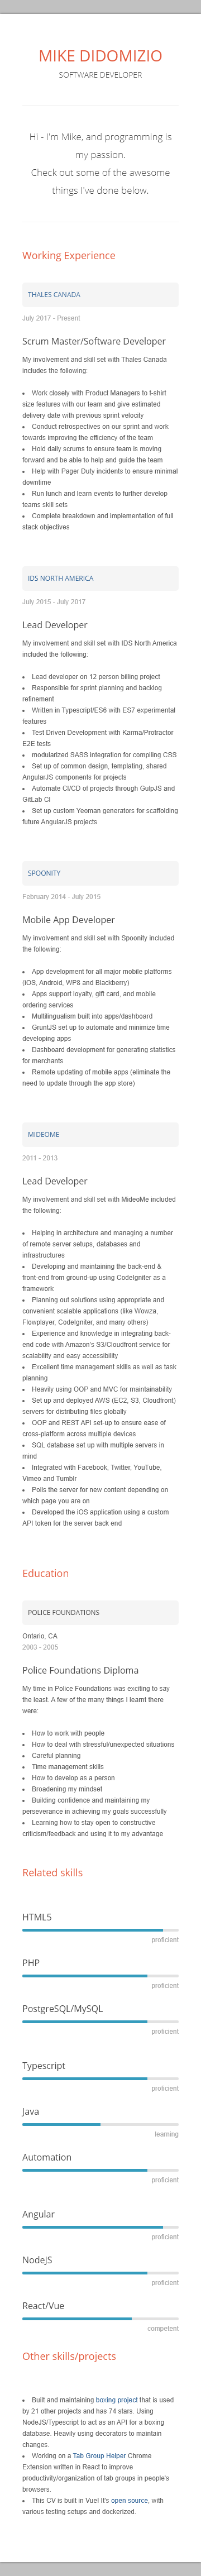 MIKE DIDOMIZIO
SOFTWARE DEVELOPER
Hi - I'm Mike, and programming is
my passion.
Check out some of the awesome
things I've done below.
Working Experience
THALES CANADA
July 2017 - Present
Scrum Master/Software Developer
My involvement and skill set with Thales Canada
includes the following:
• Work closely with Product Managers to t-shirt
size features with our team and give estimated
delivery date with previous sprint velocity
• Conduct retrospectives on our sprint and work
towards improving the efficiency of the team
• Hold daily scrums to ensure team is moving
forward and be able to help and guide the team
• Help with Pager Duty incidents to ensure minimal
downtime
• Run lunch and learn events to further develop
teams skill sets
• Complete breakdown and implementation of full
stack objectives
IDS NORTH AMERICA
July 2015 - July 2017
Lead Developer
My involvement and skill set with IDS North America
included the following:
• Lead developer on 12 person billing project
• Responsible for sprint planning and backlog
refinement
• Written in Typescript/ES6 with ES7 experimental
features
• Test Driven Development with Karma/Protractor
E2E tests
• modularized SASS integration for compiling CSS
• Set up of common design, templating, shared
AngularJS components for projects
• Automate CI/CD of projects through GulpJS and
GitLab CI
• Set up custom Yeoman generators for scaffolding
future AngularJS projects
SPOONITY
February 2014 - July 2015
Mobile App Developer
My involvement and skill set with Spoonity included
the following:
• App development for all major mobile platforms
(iOS, Android, WP8 and Blackberry)
• Apps support loyalty, gift card, and mobile
ordering services
• Multilingualism built into apps/dashboard
• GruntJS set up to automate and minimize time
developing apps
• Dashboard development for generating statistics
for merchants
• Remote updating of mobile apps (eliminate the
need to update through the app store)
MIDEOME
2011 - 2013
Lead Developer
My involvement and skill set with MideoMe included
the following:
• Helping in architecture and managing a number
of remote server setups, databases and
infrastructures
• Developing and maintaining the back-end &
front-end from ground-up using CodeIgniter as a
framework
• Planning out solutions using appropriate and
convenient scalable applications (like Wowza,
Flowplayer, CodeIgniter, and many others)
• Experience and knowledge in integrating back-
end code with Amazon's S3/Cloudfront service for
scalability and easy accessibility
• Excellent time management skills as well as task
planning
• Heavily using OOP and MVC for maintainability
• Set up and deployed AWS (EC2, S3, Cloudfront)
servers for distributing files globally
• OOP and REST API set-up to ensure ease of
cross-platform across multiple devices
• SQL database set up with multiple servers in
mind
• Integrated with Facebook, Twitter, YouTube,
Vimeo and Tumblr
• Polls the server for new content depending on
which page you are on
• Developed the iOS application using a custom
API token for the server back end
Education
POLICE FOUNDATIONS
Ontario, CA
2003 - 2005
Police Foundations Diploma
My time in Police Foundations was exciting to say
the least. A few of the many things I learnt there
were:
• How to work with people
• How to deal with stressful/unexpected situations
• Careful planning
• Time management skills
• How to develop as a person
• Broadening my mindset
• Building confidence and maintaining my
perseverance in achieving my goals successfully
• Learning how to stay open to constructive
criticism/feedback and using it to my advantage
Related skills
HTML5
proficient
PHP
proficient
PostgreSQL/MySQL
proficient
Typescript
proficient
Java
learning
Automation
proficient
Angular
proficient
NodeJS
proficient
React/Vue
competent
Other skills/projects
• Built and maintaining boxing project that is used
by 21 other projects and has 74 stars. Using
NodeJS/Typescript to act as an API for a boxing
database. Heavily using decorators to maintain
changes.
• Working on a Tab Group Helper Chrome
Extension written in React to improve
productivity/organization of tab groups in people's
browsers.
• This CV is built in Vue! It's open source, with
various testing setups and dockerized.